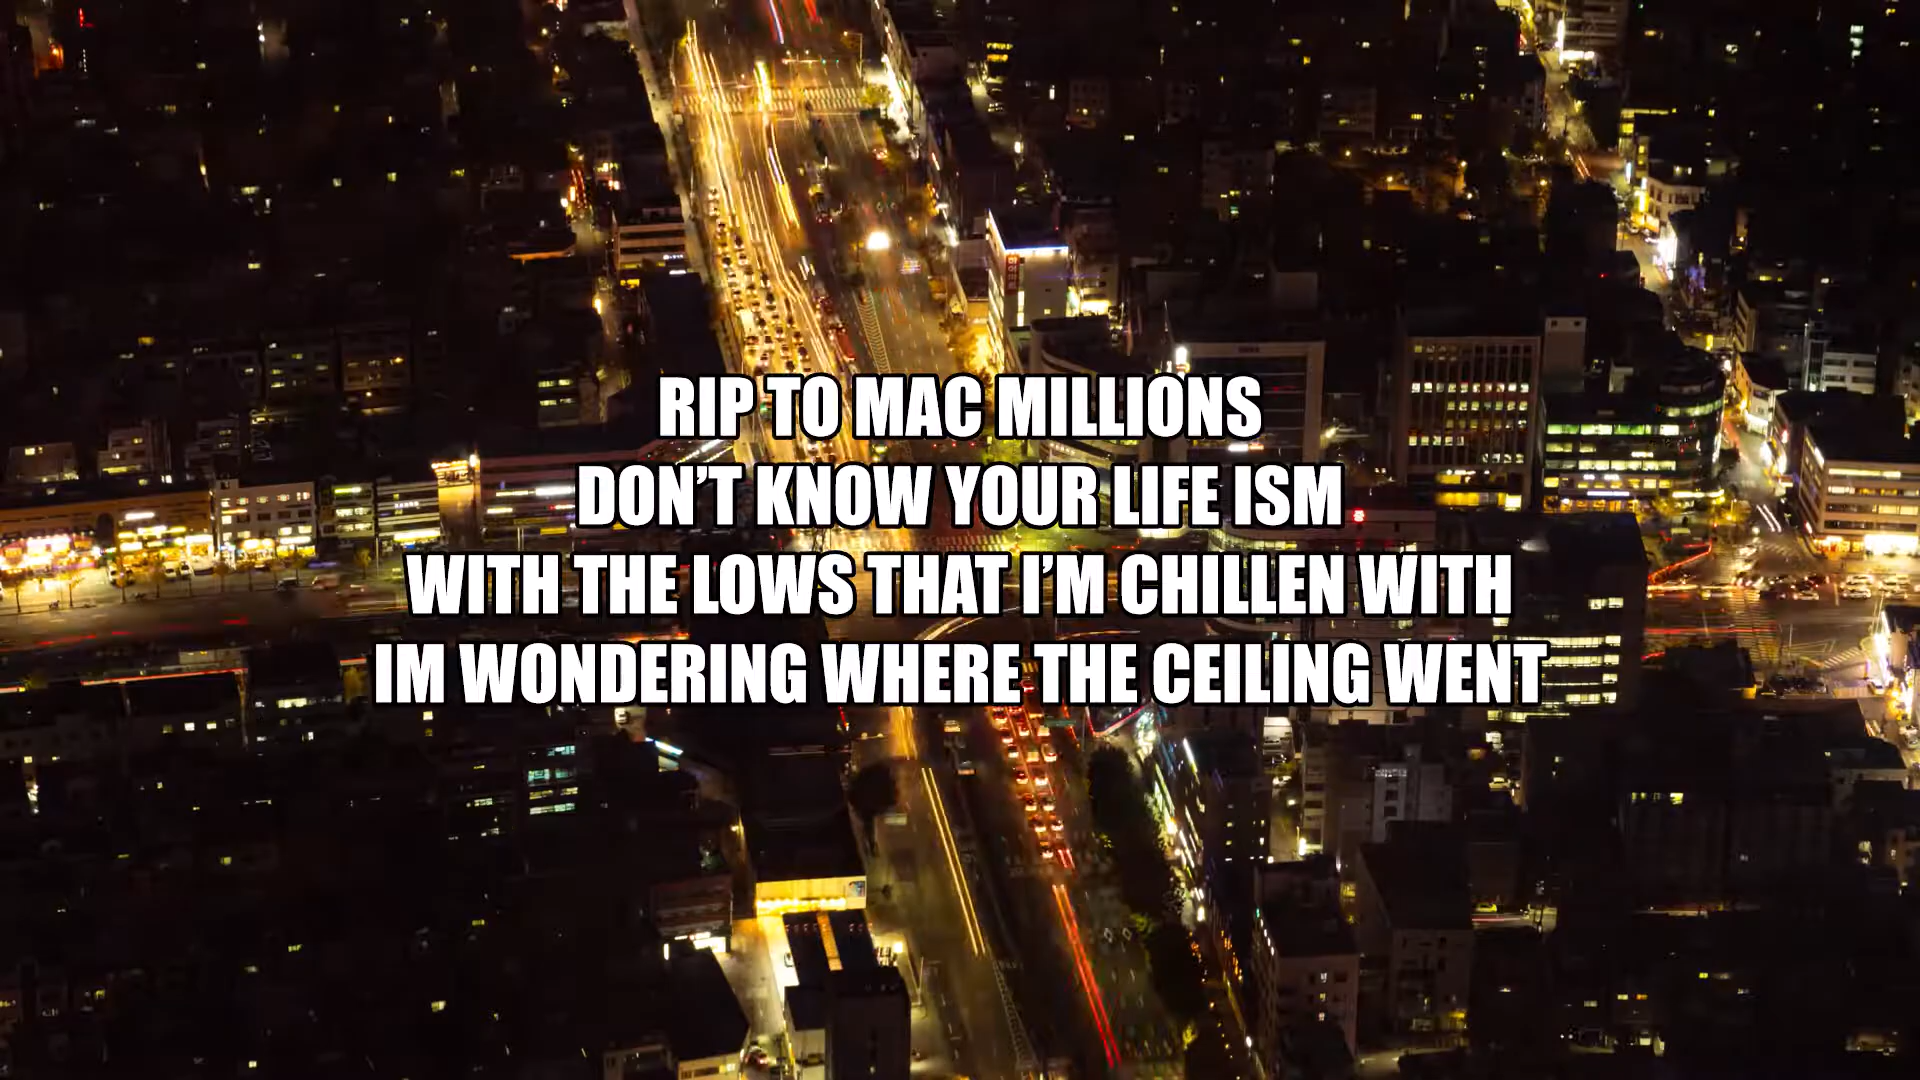 RIP TO MAC MILLIONS
DON’T KNOW YOUR LIFE ISM
WITH THE LOWS THAT I’M CHILLEN WITH
IM WONDERING WHERE THE CEILING WENT